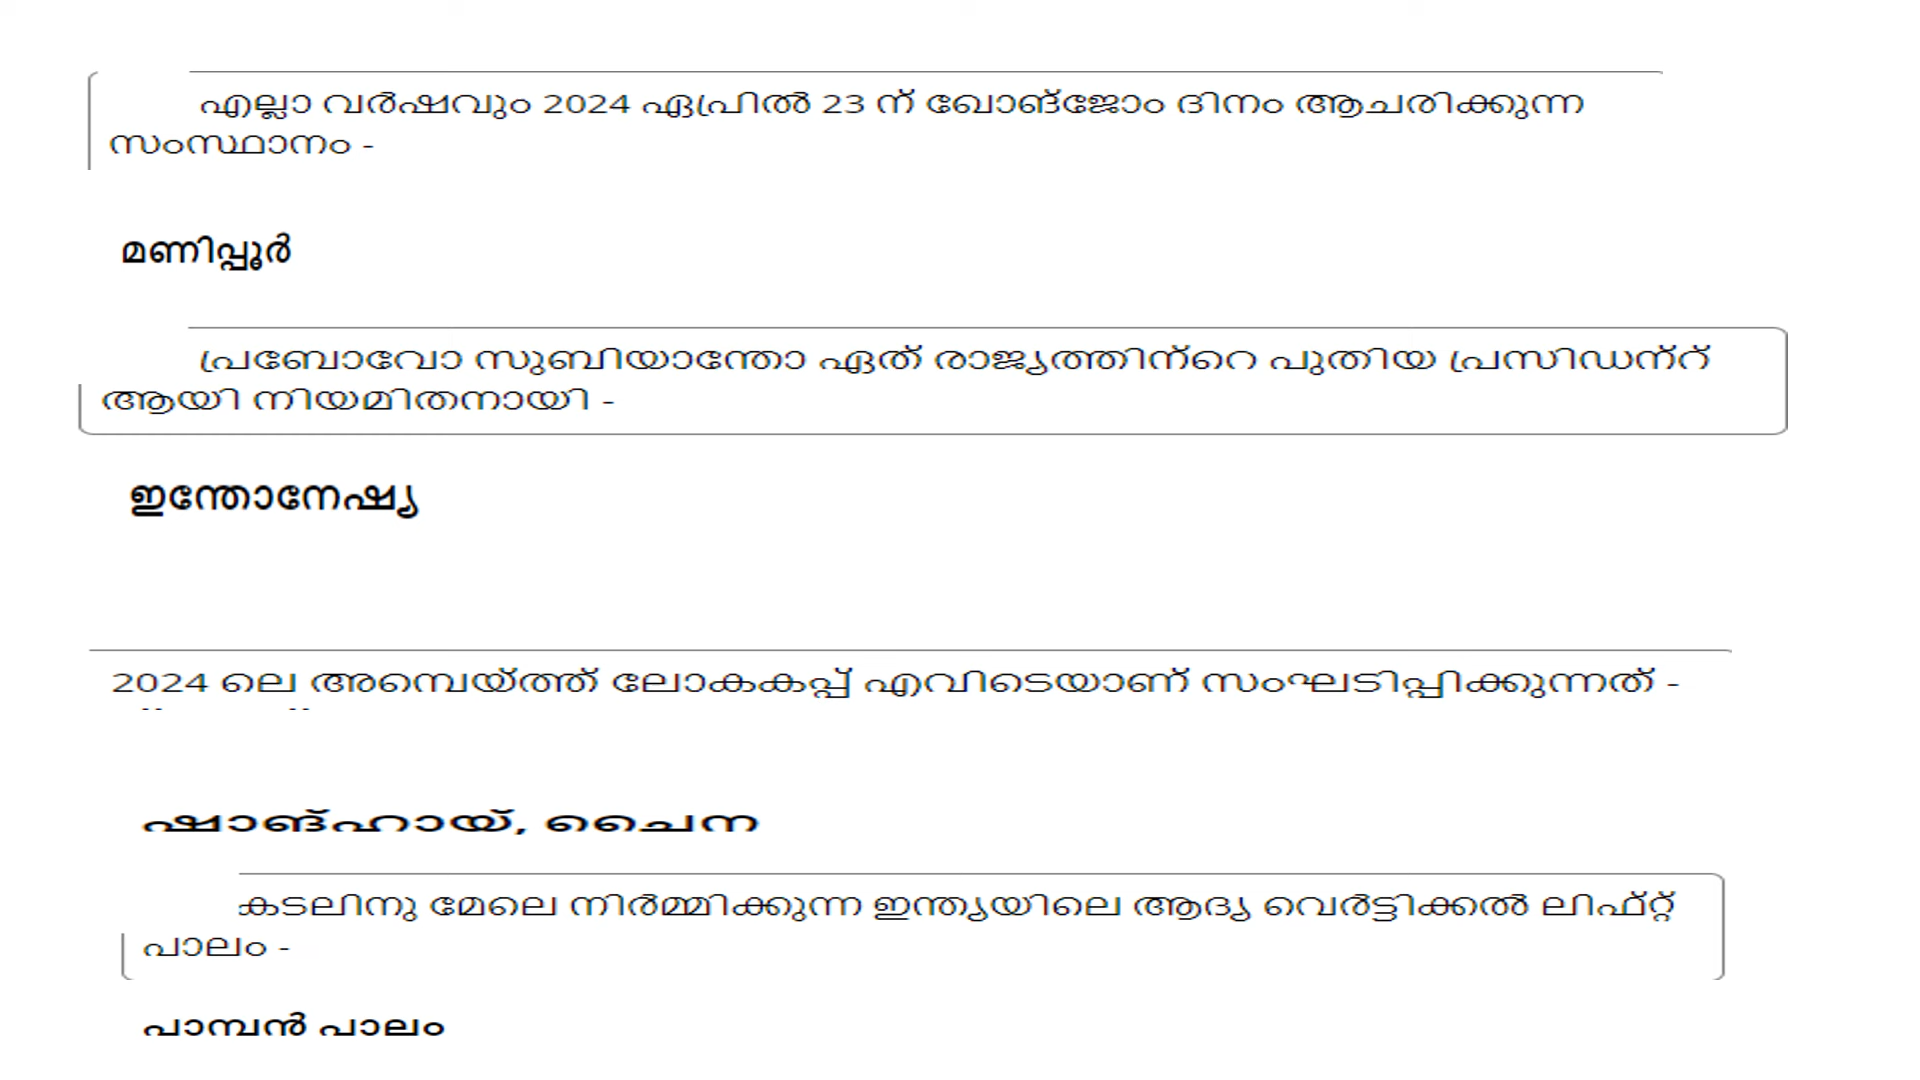 എല്ലാ വർഷവും 2024 ഏപ്രിൽ 23 ന് ഖോങ്ജോം ദിനം ആചരിക്കുന്ന
സംസ്ഥാനം -
മണിപ്പൂർ
പ്രബോവോ സുബിയാന്തോ ഏത് രാജ്യത്തിന്റെ പുതിയ പ്രസിഡന്റ്
ആയി നിയമിതനായി -
ഇന്തോനേഷ്യ
2024 ലെ അമ്പെയ്ത്ത് ലോകകപ്പ് എവിടെയാണ് സംഘടിപ്പിക്കുന്നത് -
ഷാങ്ഹായ്, ചൈന
കടലിനു മേലെ നിർമ്മിക്കുന്ന ഇന്ത്യയിലെ ആദ്യ വെർട്ടിക്കൽ ലിഫ്റ്റ്
പാലം -
പാമ്പൻ പാലം